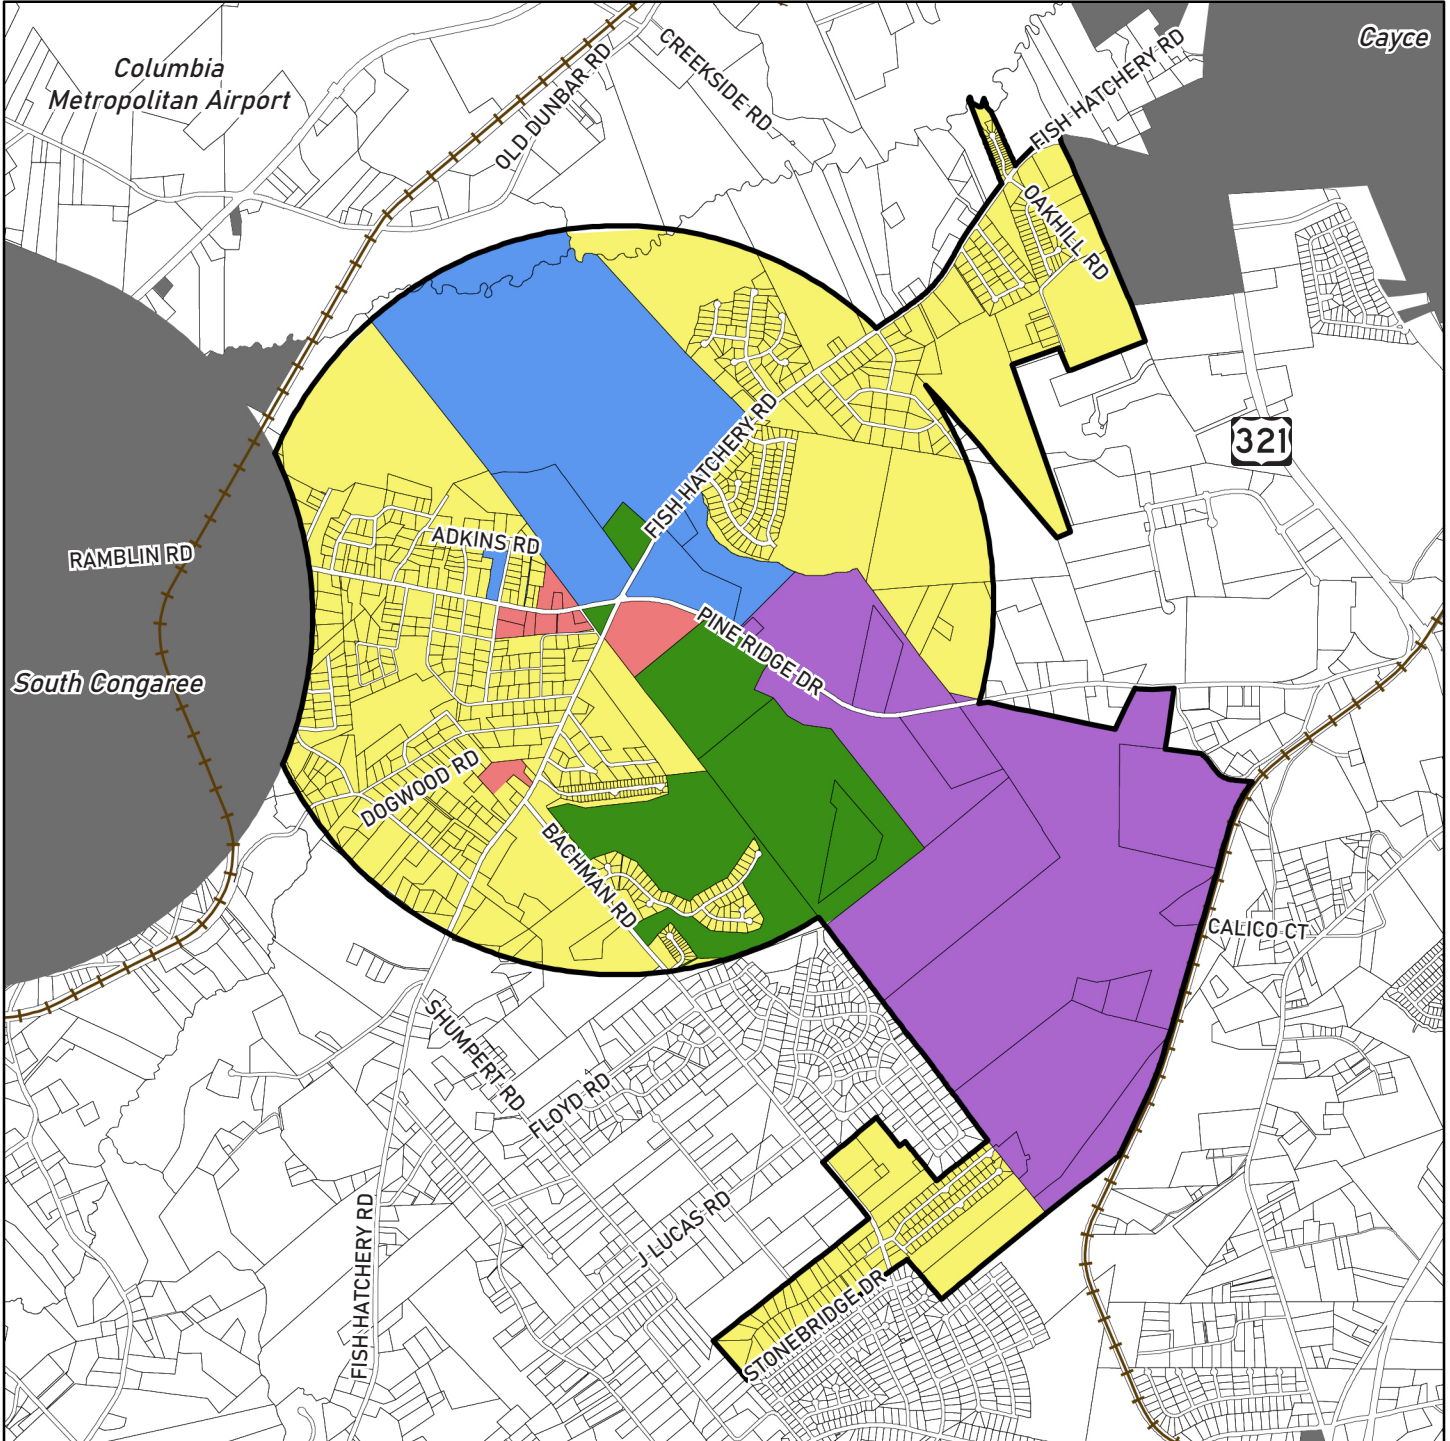 Cayce
Columbia
Metropolitan Airport
CREEKSIDE RD
FISH HATCHERY RD
OLD DUNBAR RD
OAKHILL RD
FISH HATCHERY RD
321
ADKINS RD
RAMBLIN RD
PINE RIDGE DR
South Congaree
DOGWOOD RD
BACHMAN RD
CALICO CT
SHUMPERT RD
FLOYD RD
J LUCAS RD
FISH HATCHERY RD
STONEBRIDGE DR